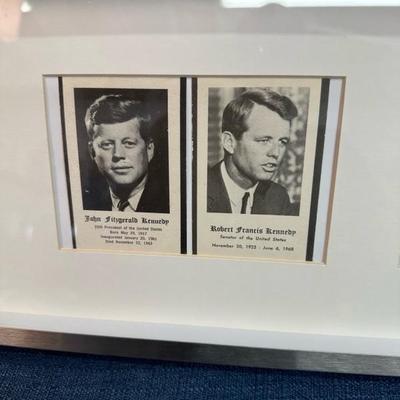 John Fitzgerald Kennedy
35th President of the United States
Born May 29, 1917
Inaugurated January 20, 1961
Died November 22, 1963
Robert Francis Kennedy
Senator of the United States
November 20, 1925 - June 6, 1968